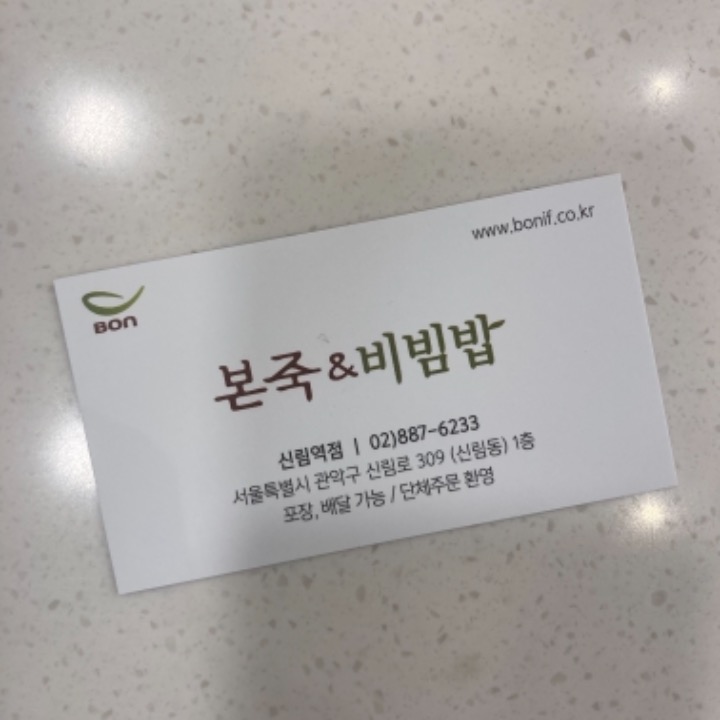 www.bonif.co.kr
BON
본죽&비빔밥
신림역점 | 02)887-6233
서울특별시 관악구 신림로 309 (신림동) 1층
포장, 배달 가능 / 단체주문 환영